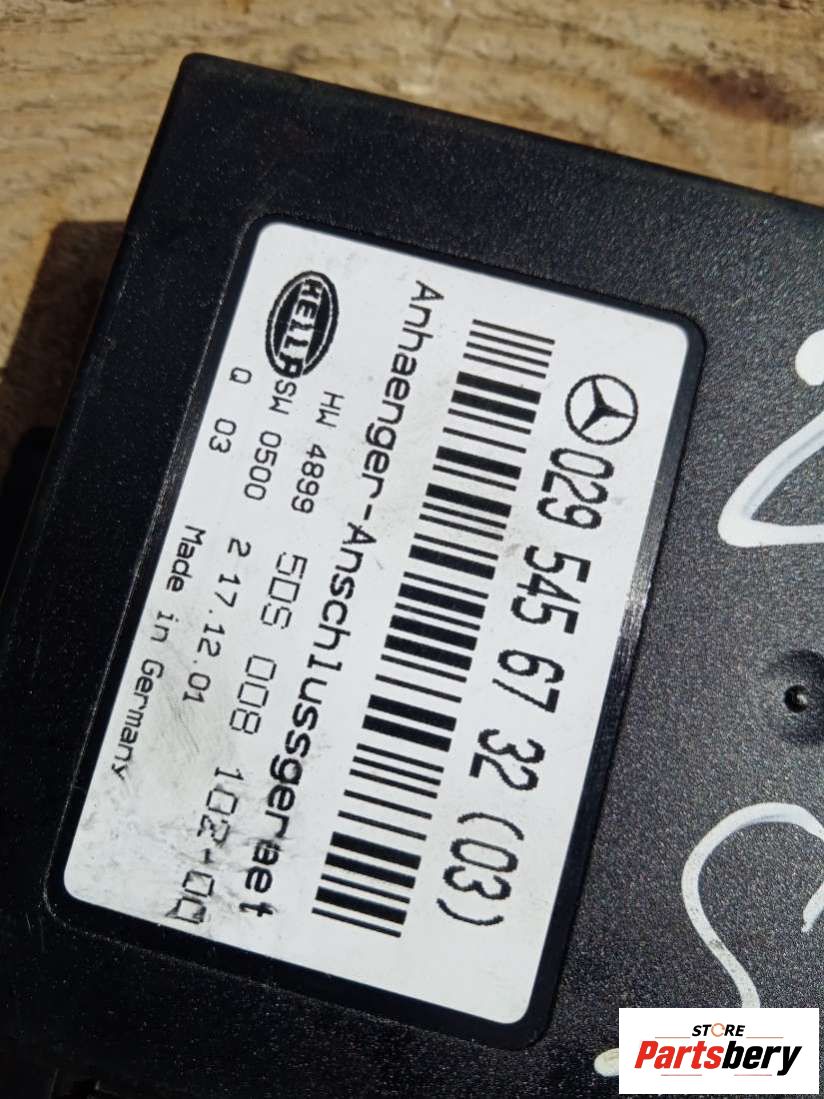 029 545 67 32 (03)
Anhaenger-Anschlussgeraet
HELLA
HW 4899 5DS 008 102-00
SW 0500 2 17.12.01
Q 03 Made in Germany
STORE
Partsbery